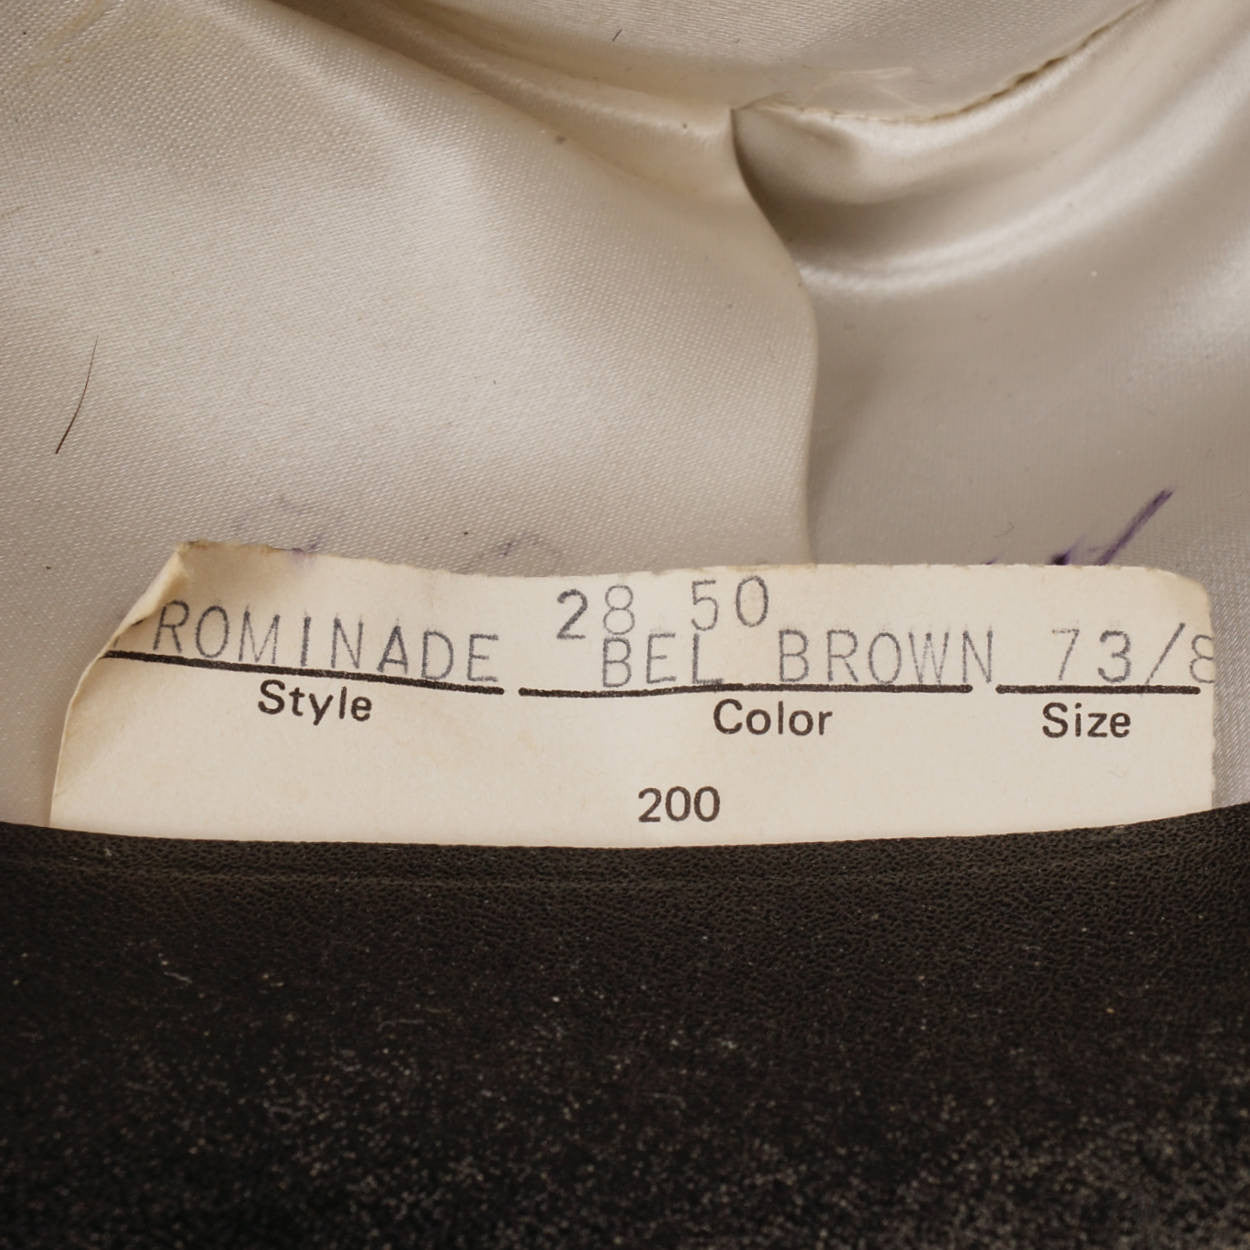 28 50
ROMINADE BEL BROWN 73/8
Style Color Size
200